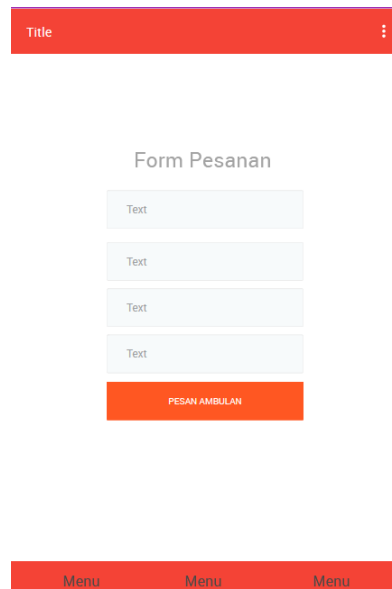 Title
Form Pesanan
Text
Text
Text
Text
PESAN AMBULAN
Menu Menu Menu